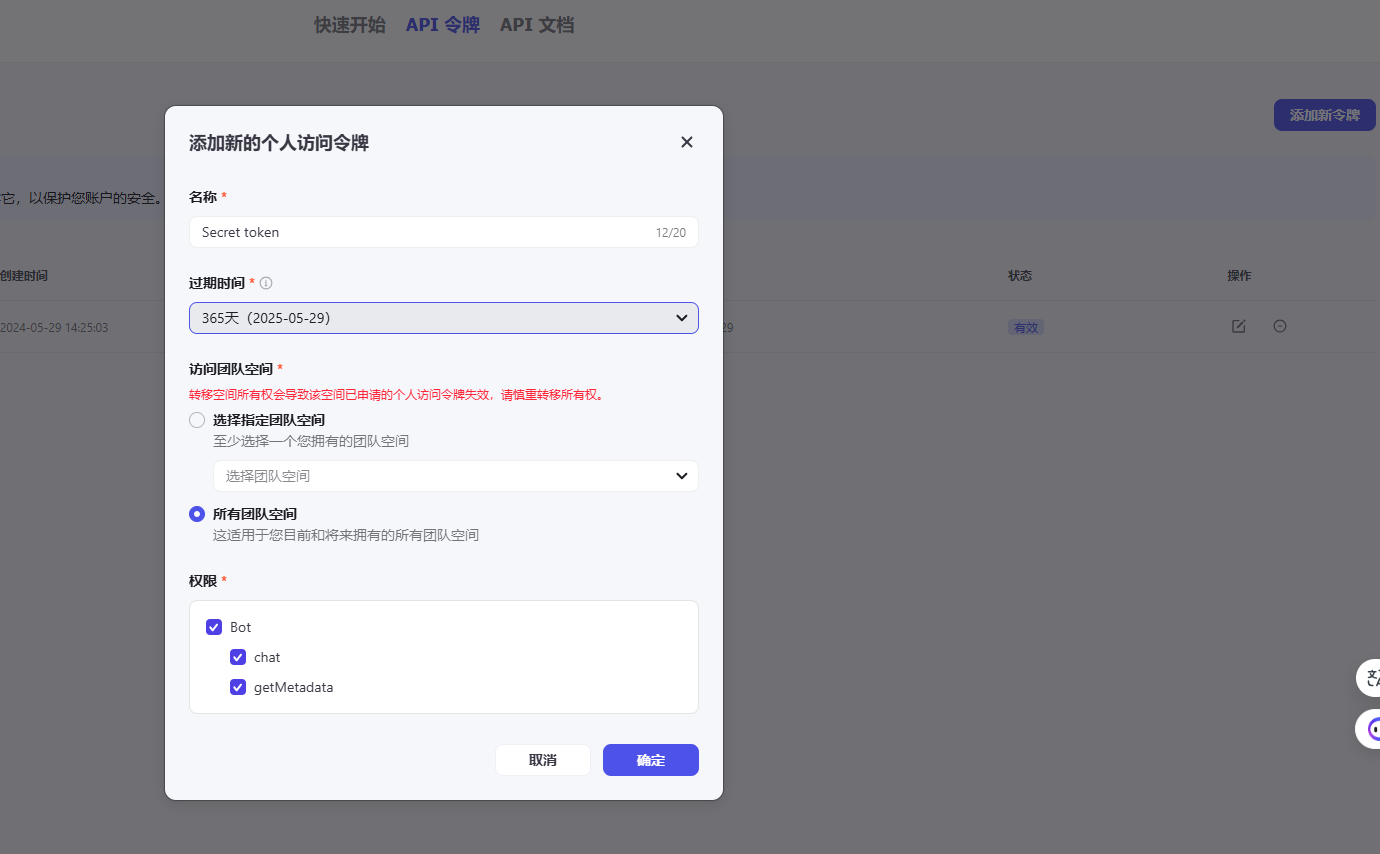 快速开始 API 令牌 API 文档
添加新令牌
它，以保护您账户的安全。
创建时间 状态 操作
2024-05-29 14:25:03 29 有效
添加新的个人访问令牌
名称 *
Secret token 12/20
过期时间 *
365天（2025-05-29）
访问团队空间 *
转移空间所有权会导致该空间已申请的个人访问令牌失效，请慎重转移所有权。
选择指定团队空间
至少选择一个您拥有的团队空间
选择团队空间
所有团队空间
这适用于您目前和将来拥有的所有团队空间
权限 *
Bot
chat
getMetadata
取消 确定